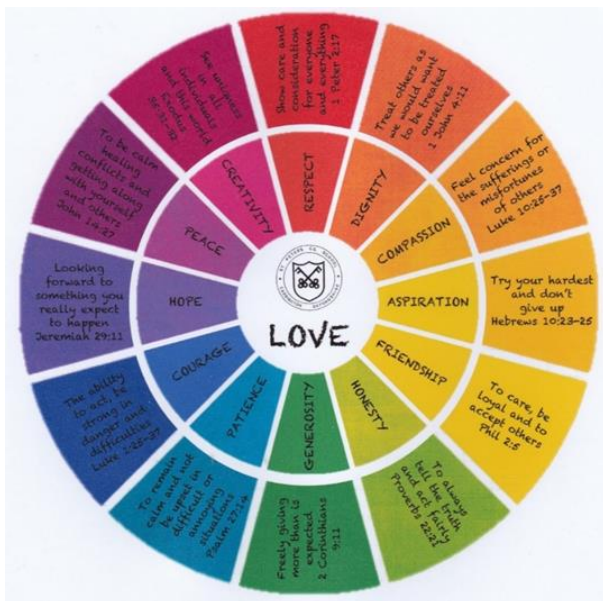 Show care and
consideration
for everyone
and everything
1 Peter 2:17
RESPECT
Treat others as
we would want
to be treated
ourselves
1 John 4:11
DIGNITY
Feel concern for
the sufferings or
misfortunes
of others
Luke 10:25-37
COMPASSION
Try your hardest
and don't
give up
Hebrews 10:23-25
ASPIRATION
To care, be
loyal and to
accept others
Phil 2:5
FRIENDSHIP
To always
tell the truth
and act fairly
Proverbs 22:21
HONESTY
Freely giving
more than is
expected
2 Corinthians
9:11
GENEROSITY
To remain
calm and not
be upset in
difficult or
annoying
situations
Psalm 27:14
PATIENCE
The ability
to act, be
strong in
danger and
difficulties
COURAGE
Looking
forward to
something you
really expect
to happen
Jeremiah 29:11
HOPE
To be calm
healing
conflicts and
getting along
with yourself
and others
John 14:27
PEACE
See uniqueness
in all
individuals
and this world
Exodus
CREATIVITY
LOVE